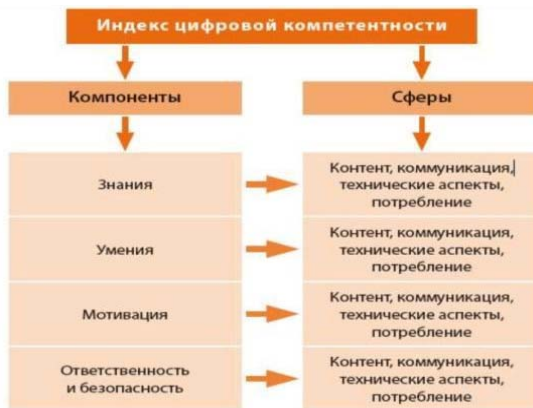 Индекс цифровой компетентности
Компоненты
Сферы
Знания
Контент, коммуникация,
технические аспекты,
потребление
Умения
Контент, коммуникация,
технические аспекты,
потребление
Мотивация
Контент, коммуникация,
технические аспекты,
потребление
Ответственность
и безопасность
Контент, коммуникация,
технические аспекты,
потребление